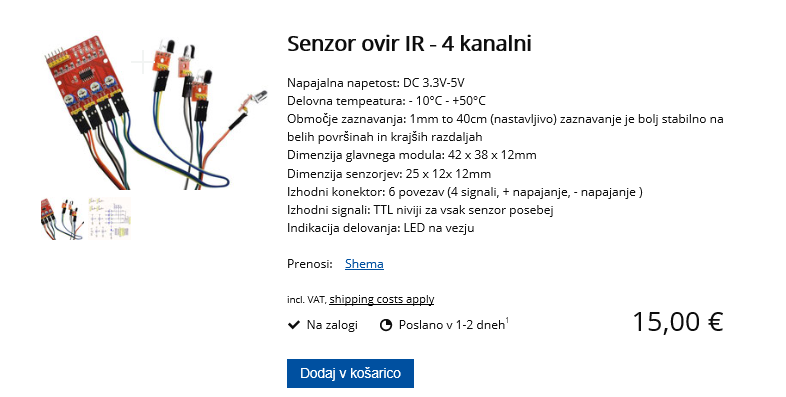 Senzor ovir IR - 4 kanalni
Napajalna napetost: DC 3.3V-5V
Delovna tempeatura: - 10°C - +50°C
Območje zaznavanja: 1mm to 40cm (nastavljivo) zaznavanje je bolj stabilno na
belih površinah in krajših razdaljah
Dimenzija glavnega modula: 42 x 38 x 12mm
Dimenzija senzorjev: 25 x 12x 12mm
Izhodni konektor: 6 povezav (4 signali, + napajanje, - napajanje )
Izhodni signali: TTL niviji za vsak senzor posebej
Indikacija delovanja: LED na vezju
Prenosi: Shema
incl. VAT, shipping costs apply
Na zalogi Poslano v 1-2 dneh1
15,00 €
Dodaj v košarico